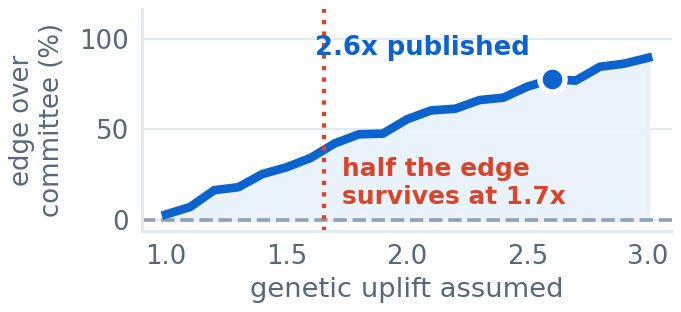 edge over
committee (%)
100
50
0
2.6x published
half the edge
survives at 1.7x
1.0
1.5
2.0
2.5
3.0
genetic uplift assumed